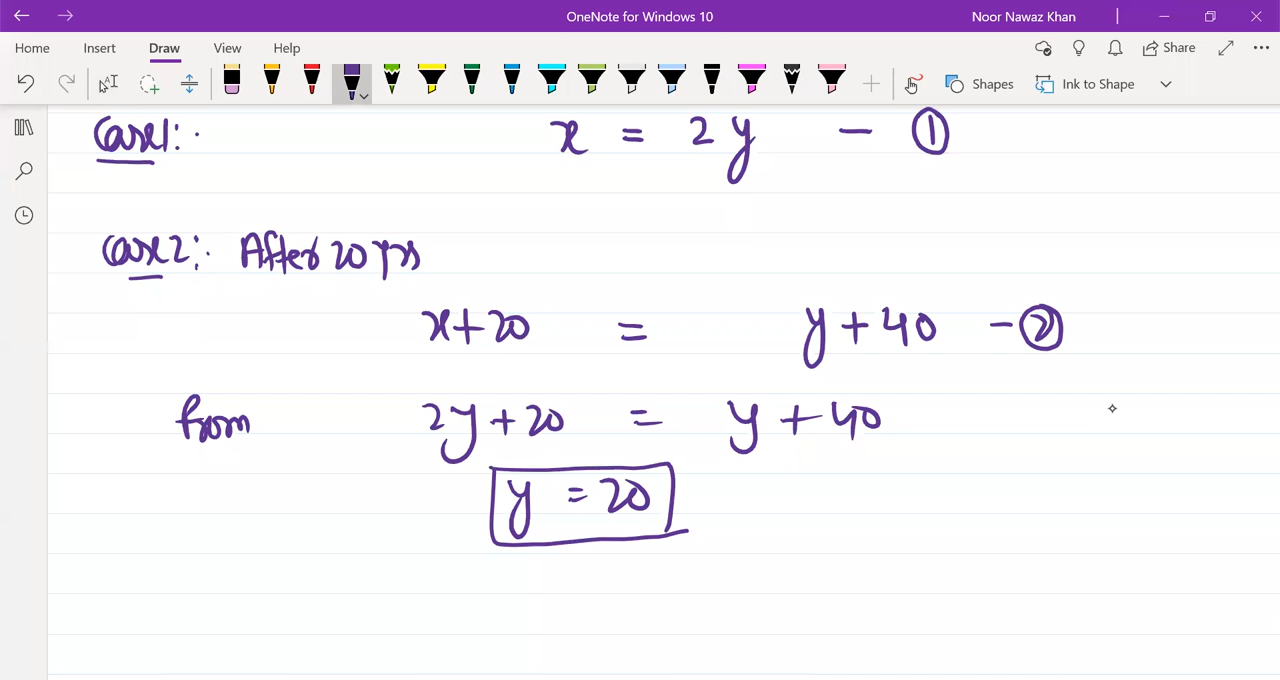 OneNote for Windows 10
Noor Nawaz Khan
Home Insert Draw View Help
Share
Shapes
Ink to Shape
Case1:.
x = 2y - ①
Case2:. After 20 yrs
x+20 = y+40 - ②
from 2y+20 = y+40
y = 20